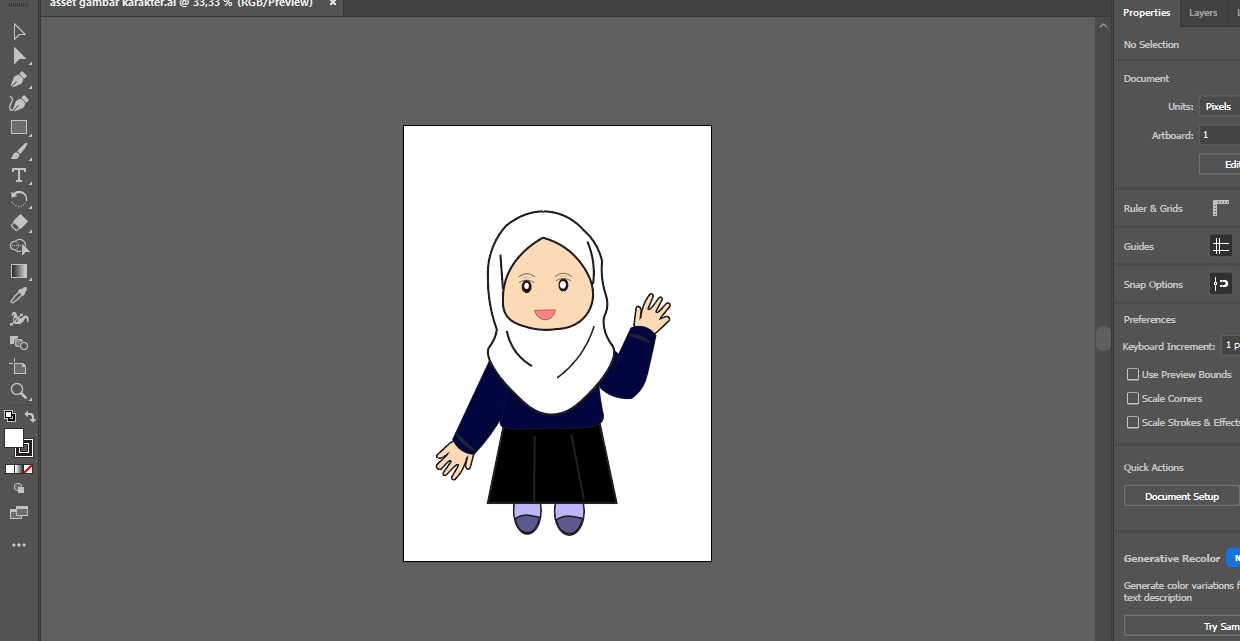 asset gambar karakter.ai @ 33,33 % (RGB/Preview) ×
Properties Layers
No Selection
Document
Units: Pixels
Artboard: 1
Edit
Ruler & Grids
Guides
Snap Options
Preferences
Keyboard Increment: 1 p
Use Preview Bounds
Scale Corners
Scale Strokes & Effects
Quick Actions
Document Setup
Generative Recolor N
Generate color variations f
text description
Try Sam